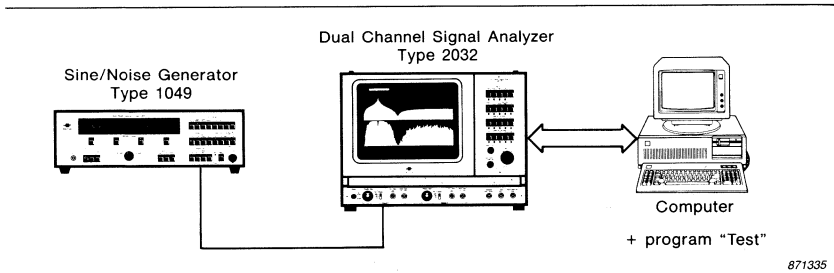 Sine/Noise Generator
Type 1049
Dual Channel Signal Analyzer
Type 2032
Computer
+ program “Test”
871335